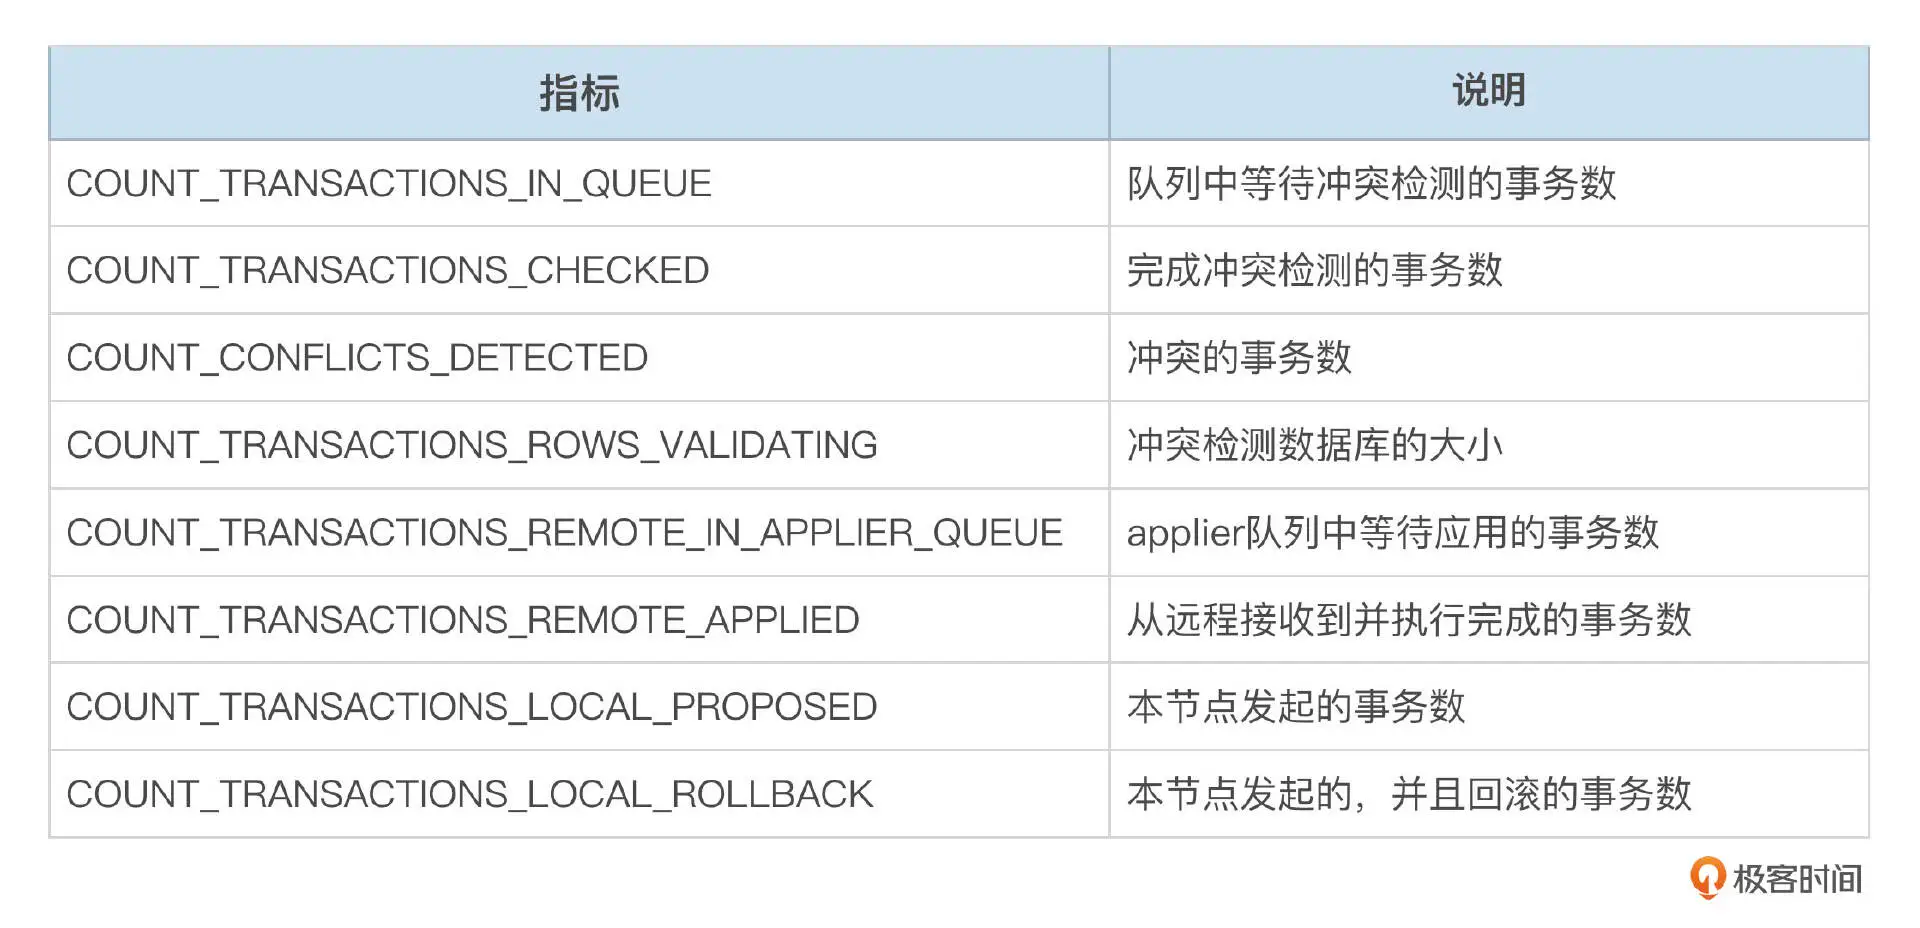 指标 说明
COUNT_TRANSACTIONS_IN_QUEUE 队列中等待冲突检测的事务数
COUNT_TRANSACTIONS_CHECKED 完成冲突检测的事务数
COUNT_CONFLICTS_DETECTED 冲突的事务数
COUNT_TRANSACTIONS_ROWS_VALIDATING 冲突检测数据库的大小
COUNT_TRANSACTIONS_REMOTE_IN_APPLIER_QUEUE applier队列中等待应用的事务数
COUNT_TRANSACTIONS_REMOTE_APPLIED 从远程接收到并执行完成的事务数
COUNT_TRANSACTIONS_LOCAL_PROPOSED 本节点发起的事务数
COUNT_TRANSACTIONS_LOCAL_ROLLBACK 本节点发起的，并且回滚的事务数
极客时间